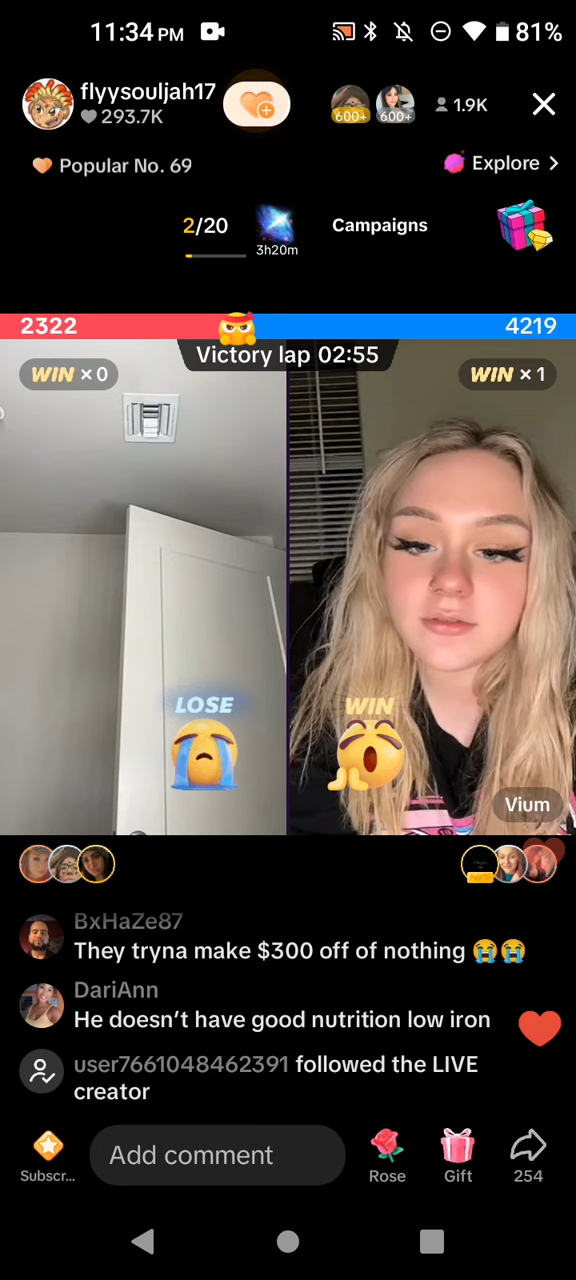 11:34 PM
81%
flyysouljah17
293.7K
600+
600+
1.9K
Popular No. 69
Explore
2/20
3h20m
Campaigns
2322
4219
Victory lap 02:55
WIN × 0
WIN × 1
LOSE
WIN
Vium
BxHaZe87
They tryna make $300 off of nothing 😭😭
DariAnn
He doesn’t have good nutrition low iron
user7661048462391 followed the LIVE
creator
Subscr...
Add comment
Rose
Gift
254